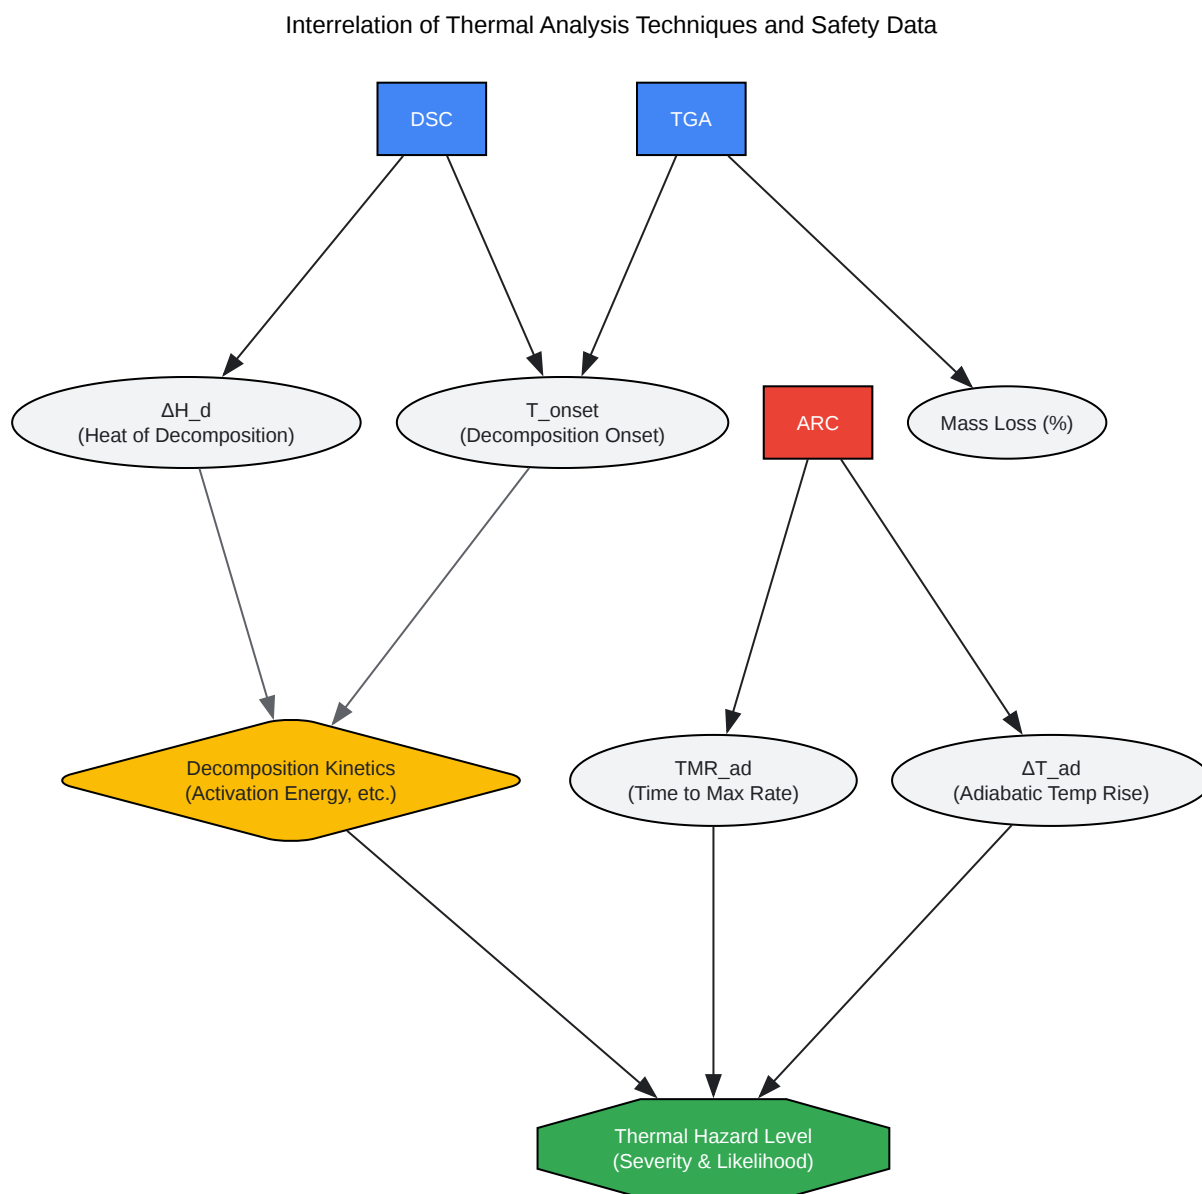 Interrelation of Thermal Analysis Techniques and Safety Data
DSC
TGA
ΔH_d
(Heat of Decomposition)
T_onset
(Decomposition Onset)
ARC
Mass Loss (%)
Decomposition Kinetics
(Activation Energy, etc.)
TMR_ad
(Time to Max Rate)
ΔT_ad
(Adiabatic Temp Rise)
Thermal Hazard Level
(Severity & Likelihood)